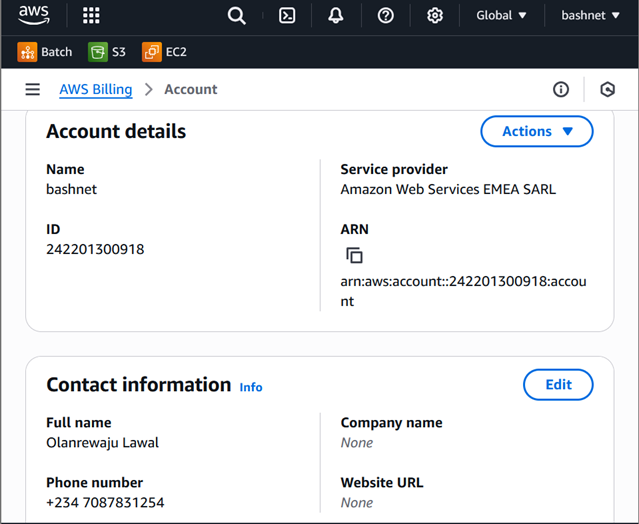 aws
Global ▼
bashnet ▼
Batch
S3
EC2
AWS Billing > Account
Account details
Actions ▼
Name
bashnet
Service provider
Amazon Web Services EMEA SARL
ID
242201300918
ARN
arn:aws:account::242201300918:accou
nt
Contact information Info
Edit
Full name
Olanrewaju Lawal
Company name
None
Phone number
+234 7087831254
Website URL
None